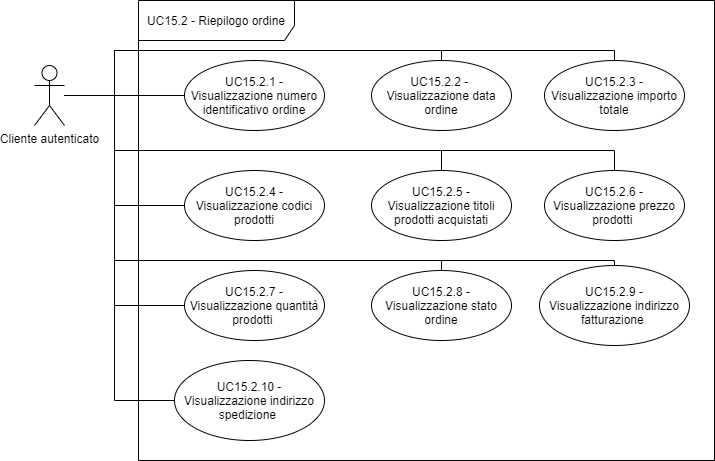 UC15.2 - Riepilogo ordine
Cliente autenticato
UC15.2.1 -
Visualizzazione numero
identificativo ordine
UC15.2.2 -
Visualizzazione data
ordine
UC15.2.3 -
Visualizzazione importo
totale
UC15.2.4 -
Visualizzazione codici
prodotti
UC15.2.5 -
Visualizzazione titoli
prodotti acquistati
UC15.2.6 -
Visualizzazione prezzo
prodotti
UC15.2.7 -
Visualizzazione quantità
prodotti
UC15.2.8 -
Visualizzazione stato
ordine
UC15.2.9 -
Visualizzazione indirizzo
fatturazione
UC15.2.10 -
Visualizzazione indirizzo
spedizione